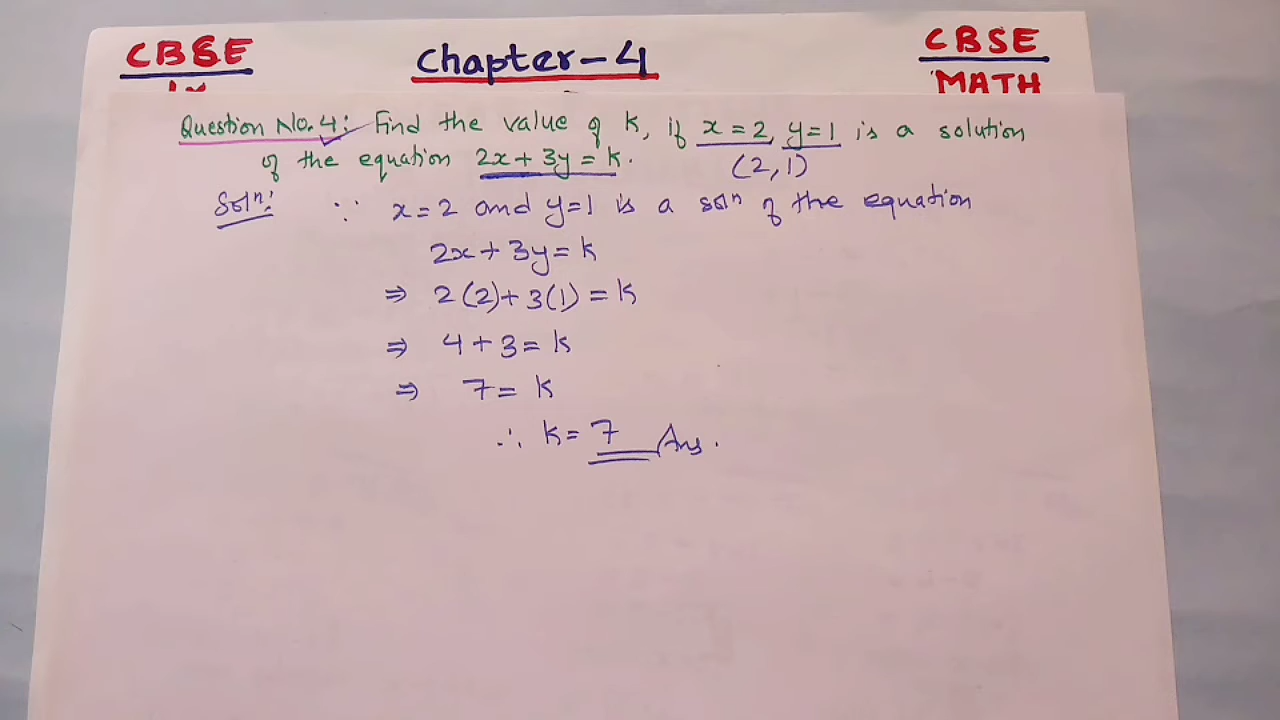 CBSE
Chapter-4
CBSE
MATH
Question No. 4: Find the value of k, if x = 2, y = 1 is a solution
of the equation 2x + 3y = k.
(2, 1)
Soln:
∵ x = 2 and y = 1 is a soln of the equation
2x + 3y = k
⇒ 2(2) + 3(1) = k
⇒ 4 + 3 = k
⇒ 7 = k
∴ k = 7 Ans.